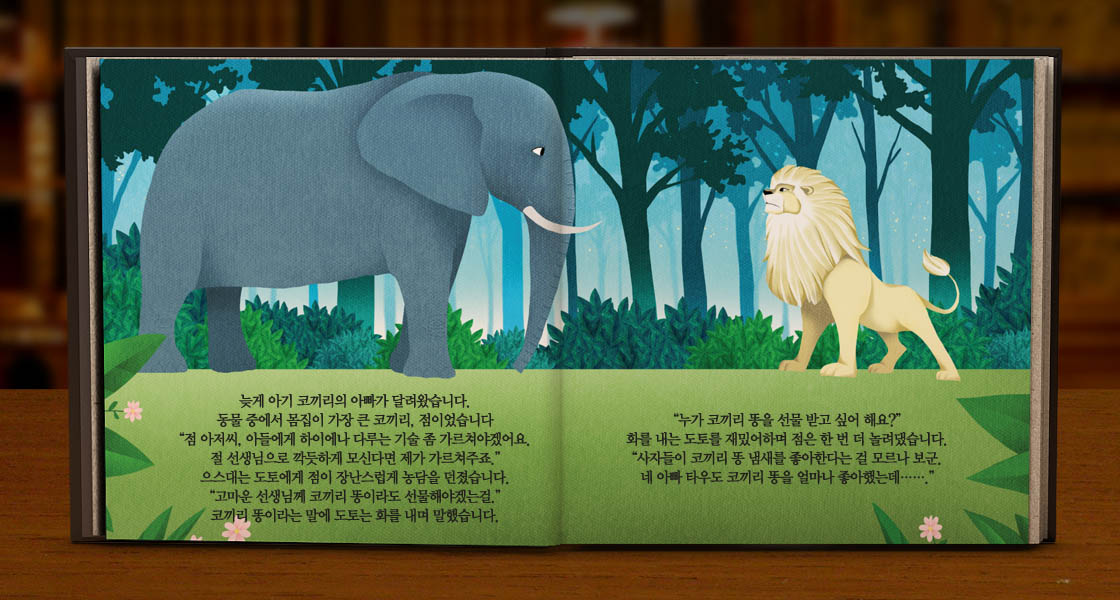 늦게 아기 코끼리의 아빠가 달려왔습니다.
동물 중에서 몸집이 가장 큰 코끼리, 점이었습니다
“점 아저씨, 아들에게 하이에나 다루는 기술 좀 가르쳐야겠어요.
절 선생님으로 깍듯하게 모신다면 제가 가르쳐주죠.”
으스대는 도토에게 점이 장난스럽게 농담을 던졌습니다.
“고마운 선생님께 코끼리 똥이라도 선물해야겠는걸.”
코끼리 똥이라는 말에 도토는 화를 내며 말했습니다.
“누가 코끼리 똥을 선물 받고 싶어 해요?”
화를 내는 도토를 재밌어하며 점은 한 번 더 놀려댔습니다.
“사자들이 코끼리 똥 냄새를 좋아한다는 걸 모르나 보군.
네 아빠 타우도 코끼리 똥을 얼마나 좋아했는데…….”